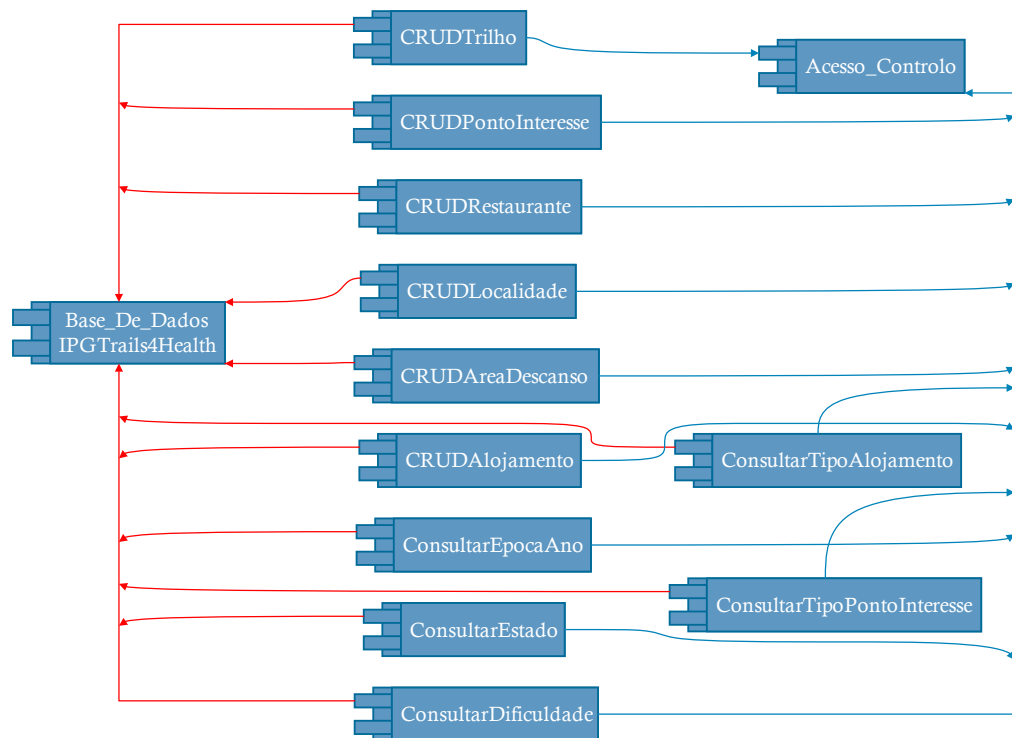 CRUDTrilho
Acesso_Controlo
CRUDPontoInteresse
CRUDRestaurante
CRUDLocalidade
Base_De_Dados
IPGTrails4Health
CRUDAreaDescanso
CRUDAlojamento
ConsultarTipoAlojamento
ConsultarEpocaAno
ConsultarTipoPontoInteresse
ConsultarEstado
ConsultarDificuldade